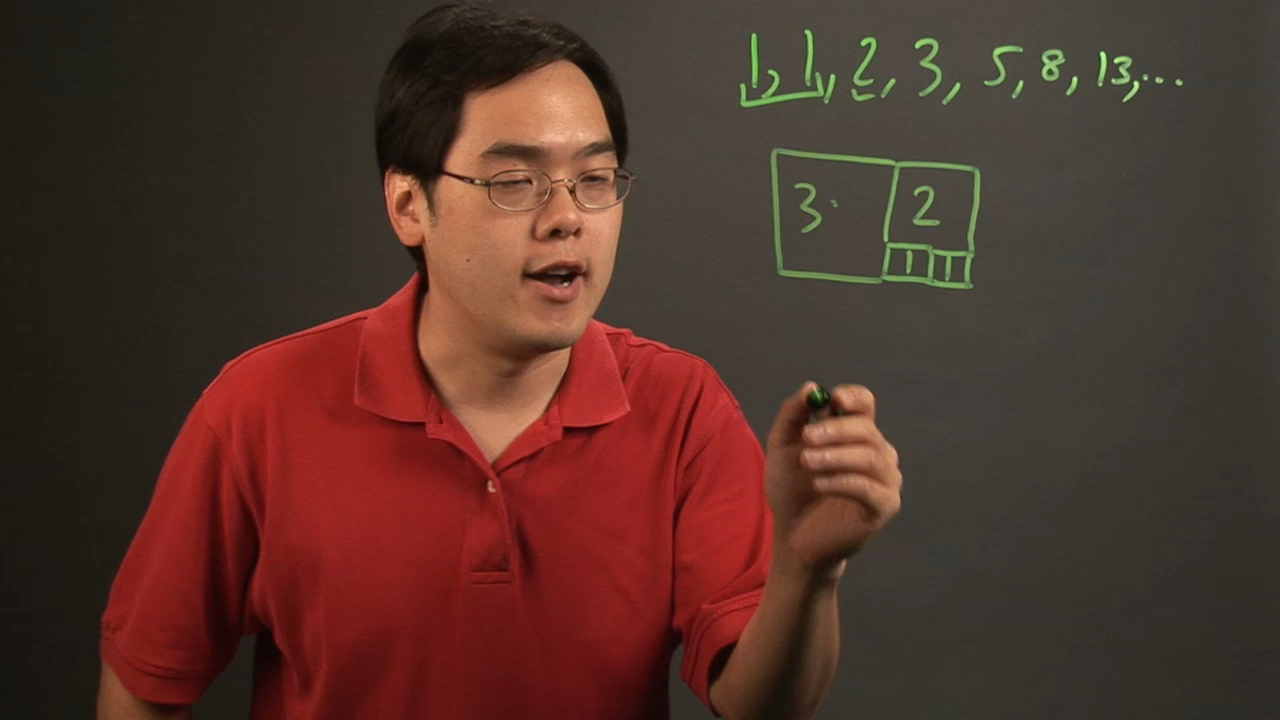 1, 1, 2, 3, 5, 8, 13, ...
3 2
1 1